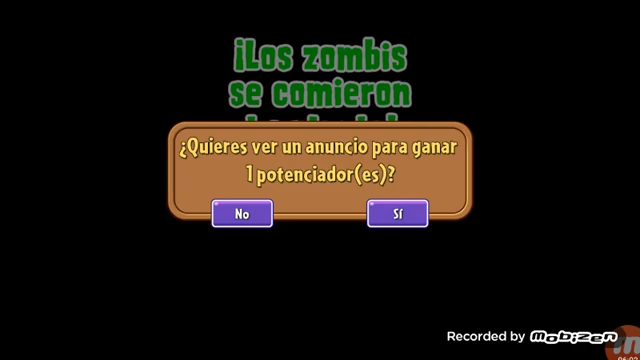 ¡Los zombis
se comieron
¿Quieres ver un anuncio para ganar
1 potenciador(es)?
No
Sí
Recorded by Mobizen